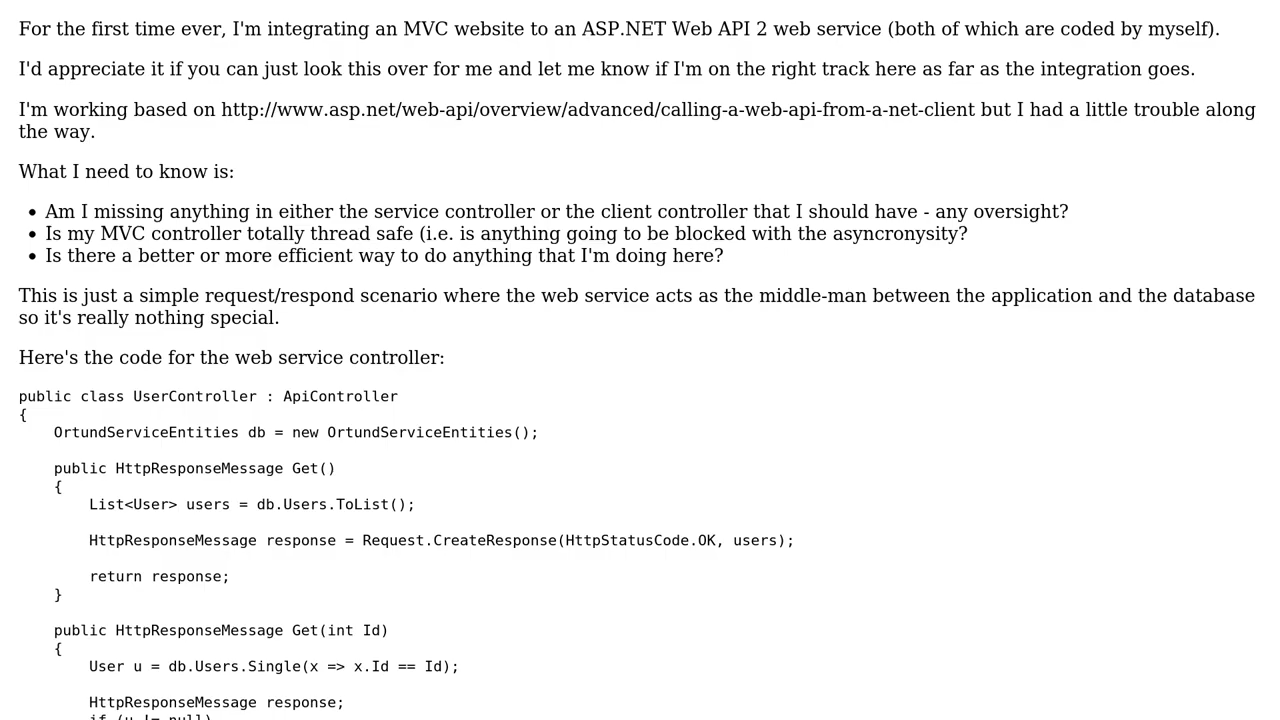 For the first time ever, I'm integrating an MVC website to an ASP.NET Web API 2 web service (both of which are coded by myself).
I'd appreciate it if you can just look this over for me and let me know if I'm on the right track here as far as the integration goes.
I'm working based on http://www.asp.net/web-api/overview/advanced/calling-a-web-api-from-a-net-client but I had a little trouble along
the way.
What I need to know is:
• Am I missing anything in either the service controller or the client controller that I should have - any oversight?
• Is my MVC controller totally thread safe (i.e. is anything going to be blocked with the asyncronysity?
• Is there a better or more efficient way to do anything that I'm doing here?
This is just a simple request/respond scenario where the web service acts as the middle-man between the application and the database
so it's really nothing special.
Here's the code for the web service controller:
public class UserController : ApiController
{
    OrtundServiceEntities db = new OrtundServiceEntities();
    public HttpResponseMessage Get()
    {
        List<User> users = db.Users.ToList();
        HttpResponseMessage response = Request.CreateResponse(HttpStatusCode.OK, users);
        return response;
    }
    public HttpResponseMessage Get(int Id)
    {
        User u = db.Users.Single(x => x.Id == Id);
        HttpResponseMessage response;
        if (u != null)